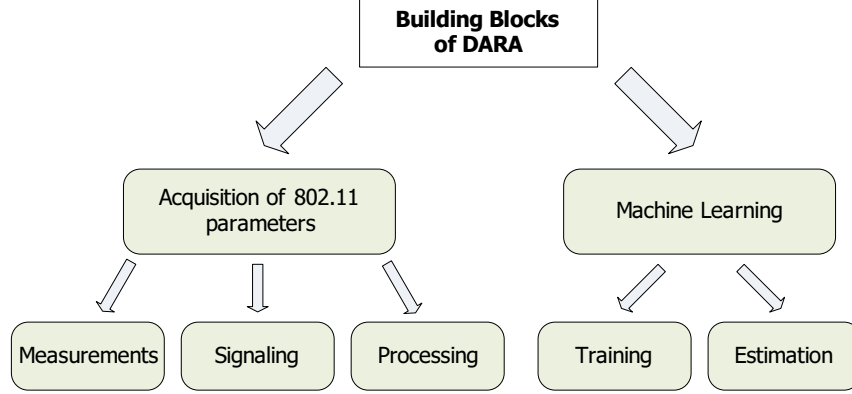 Building Blocks
of DARA
Acquisition of 802.11
parameters
Machine Learning
Measurements
Signaling
Processing
Training
Estimation